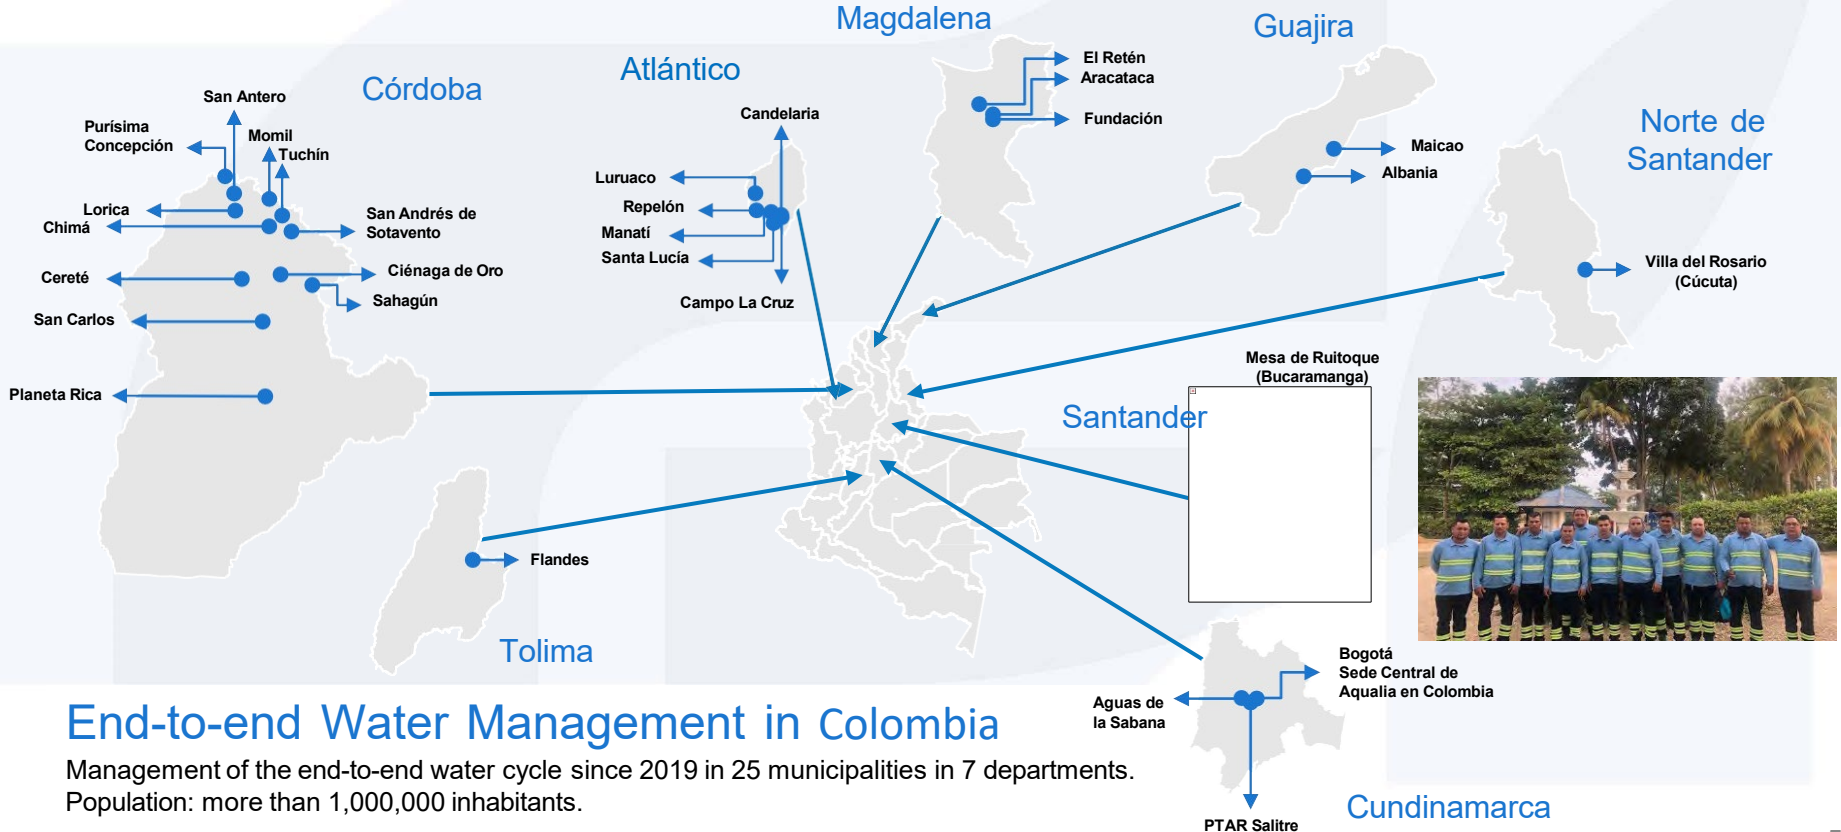 Magdalena
Guajira
Atlántico
Córdoba
Norte de
Santander
El Retén
Aracataca
Fundación
San Antero
Purísima
Concepción
Momil
Tuchín
Lorica
Chimá
San Andrés de
Sotavento
Cereté
Ciénaga de Oro
Sahagún
San Carlos
Planeta Rica
Candelaria
Luruaco
Repelón
Manatí
Santa Lucía
Campo La Cruz
Maicao
Albania
Villa del Rosario
(Cúcuta)
Mesa de Ruitoque
(Bucaramanga)
Santander
Flandes
Tolima
Bogotá
Sede Central de
Aqualia en Colombia
Aguas de
la Sabana
PTAR Salitre
Cundinamarca
End-to-end Water Management in Colombia
Management of the end-to-end water cycle since 2019 in 25 municipalities in 7 departments.
Population: more than 1,000,000 inhabitants.